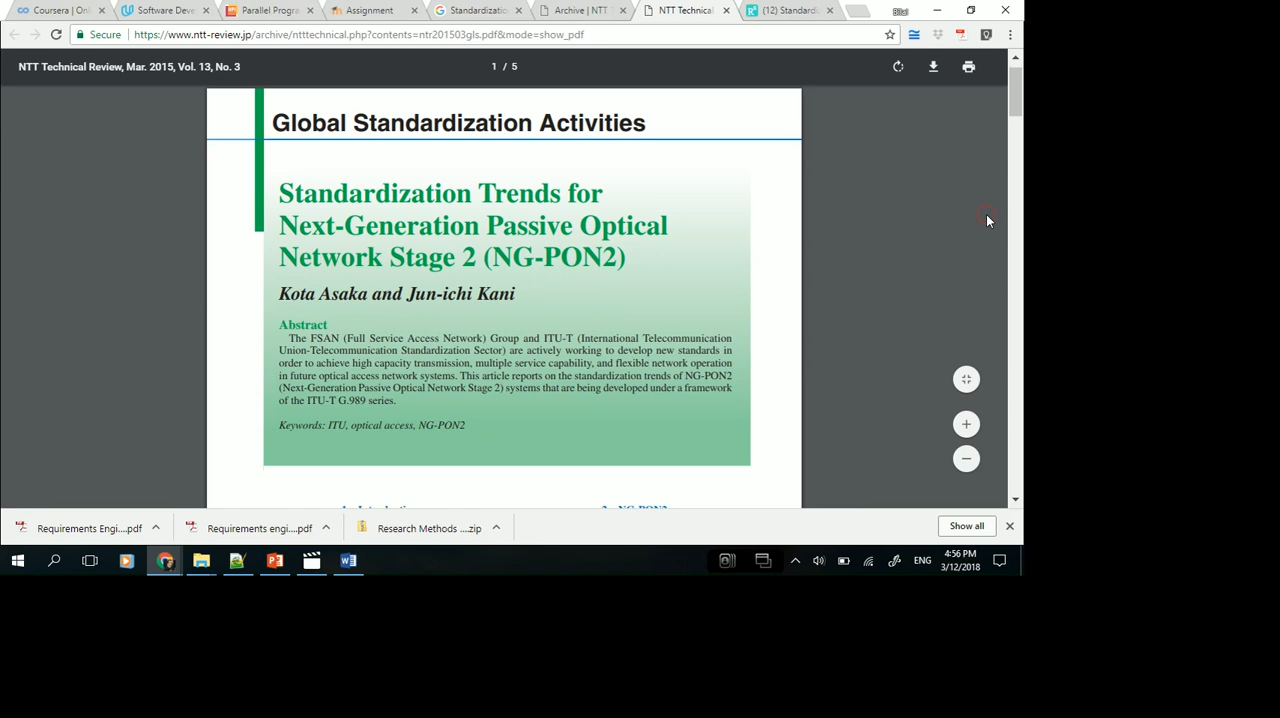 Coursera | Onl
Software Deve
Parallel Progra
Assignment
Standardizatio
Archive | NTT
NTT Technical
(12) Standardi
Bilal
Secure
https://www.ntt-review.jp/archive/ntttechnical.php?contents=ntr201503gls.pdf&mode=show_pdf
NTT Technical Review, Mar. 2015, Vol. 13, No. 3
1 / 5
Global Standardization Activities
Standardization Trends for
Next-Generation Passive Optical
Network Stage 2 (NG-PON2)
Kota Asaka and Jun-ichi Kani
Abstract
The FSAN (Full Service Access Network) Group and ITU-T (International Telecommunication
Union-Telecommunication Standardization Sector) are actively working to develop new standards in
order to achieve high capacity transmission, multiple service capability, and flexible network operation
in future optical access network systems. This article reports on the standardization trends of NG-PON2
(Next-Generation Passive Optical Network Stage 2) systems that are being developed under a framework
of the ITU-T G.989 series.
Keywords: ITU, optical access, NG-PON2
Requirements Engi....pdf
Requirements engi....pdf
Research Methods ....zip
Show all
ENG
4:56 PM
3/12/2018